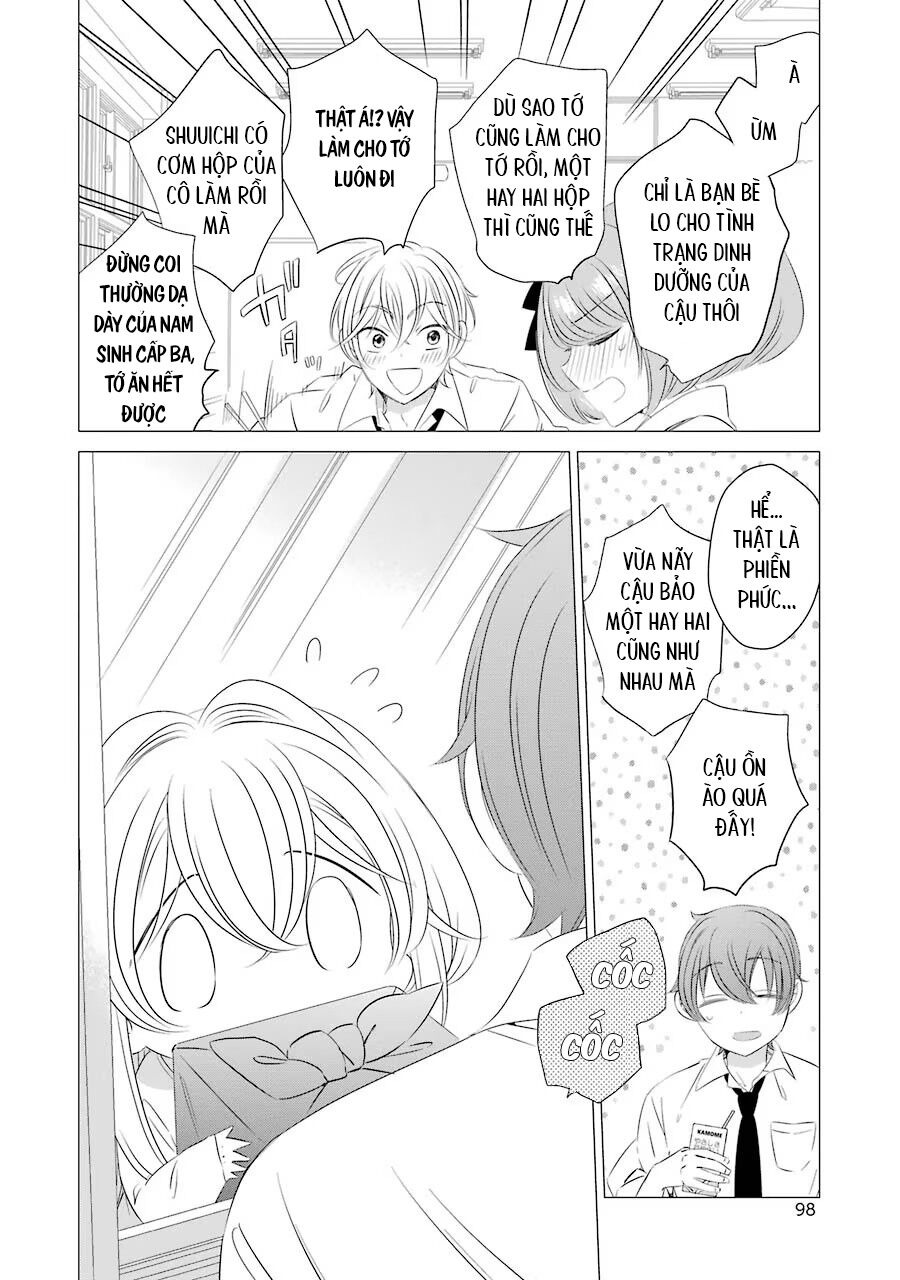 À
ỪM
CHỈ LÀ BẠN BÈ
LO CHO TÌNH
TRẠNG DINH
DƯỠNG CỦA
CẬU THÔI
DÙ SAO TỚ
CŨNG LÀM CHO
TỚ RỒI, MỘT
HAY HAI HỘP
THÌ CŨNG THẾ
THẬT Á!? VẬY
LÀM CHO TỚ
LUÔN ĐI
SHUUICHI CÓ
CƠM HỘP CỦA
CÔ LÀM RỒI
MÀ
ĐỪNG COI
THƯỜNG DẠ
DÀY CỦA NAM
SINH CẤP BA,
TỚ ĂN HẾT
ĐƯỢC
HỂ...
THẬT LÀ
PHIỀN
PHỨC...
VỪA NÃY
CẬU BẢO
MỘT HAY HAI
CŨNG NHƯ
NHAU MÀ
CẬU ỒN
ÀO QUÁ
ĐẤY!
CỐC
CỐC
KAMOME
98